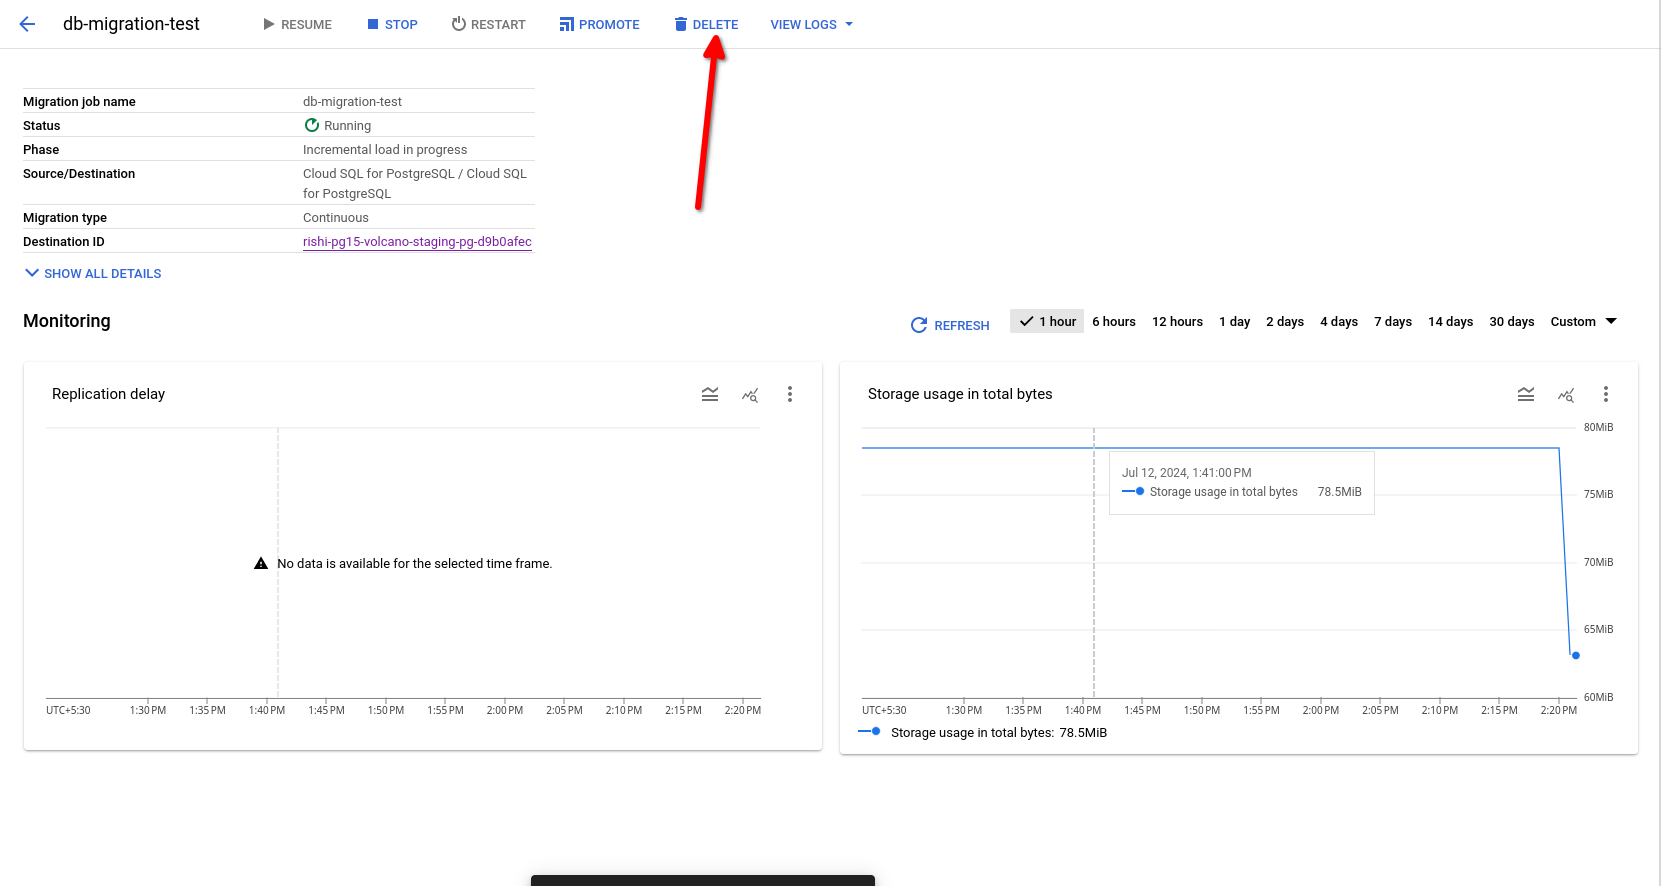 db-migration-test
RESUME
STOP
RESTART
PROMOTE
DELETE
VIEW LOGS
Migration job name db-migration-test
Status Running
Phase Incremental load in progress
Source/Destination Cloud SQL for PostgreSQL / Cloud SQL
for PostgreSQL
Migration type Continuous
Destination ID rishi-pg15-volcano-staging-pg-d9b0afec
SHOW ALL DETAILS
Monitoring
REFRESH
1 hour
6 hours
12 hours
1 day
2 days
4 days
7 days
14 days
30 days
Custom
Replication delay
No data is available for the selected time frame.
UTC+5:30 1:30 PM 1:35 PM 1:40 PM 1:45 PM 1:50 PM 1:55 PM 2:00 PM 2:05 PM 2:10 PM 2:15 PM 2:20 PM
Storage usage in total bytes
80MiB
Jul 12, 2024, 1:41:00 PM
Storage usage in total bytes 78.5MiB
75MiB
70MiB
65MiB
60MiB
UTC+5:30 1:30 PM 1:35 PM 1:40 PM 1:45 PM 1:50 PM 1:55 PM 2:00 PM 2:05 PM 2:10 PM 2:15 PM 2:20 PM
Storage usage in total bytes: 78.5MiB